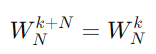 $W_N^{k+N} = W_N^k$